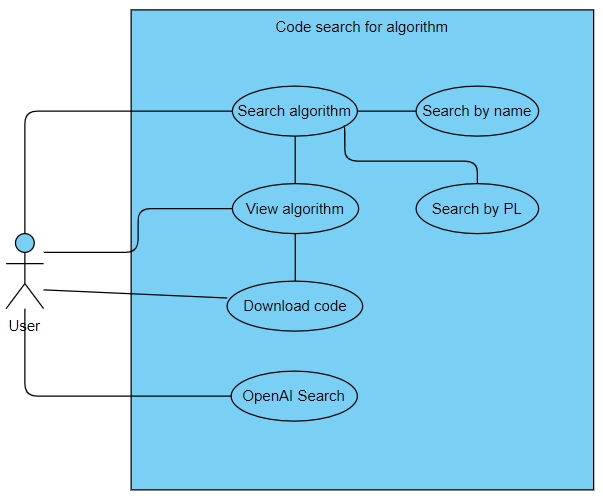 Code search for algorithm
Search algorithm
Search by name
View algorithm
Search by PL
Download code
User
OpenAI Search